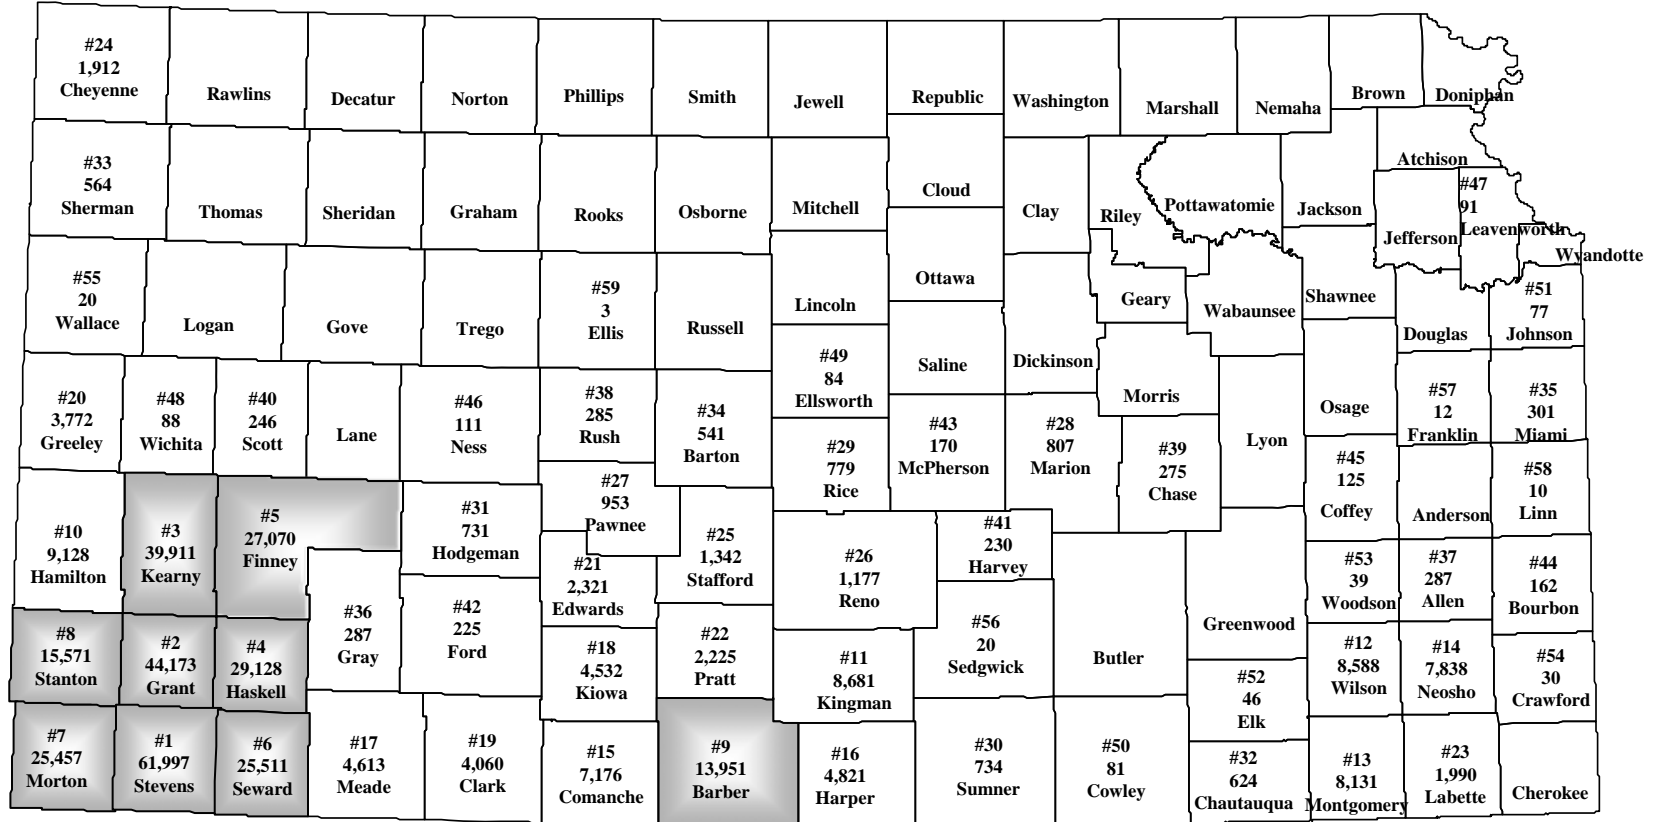 #24
1,912
Cheyenne
Rawlins
Decatur
Norton
Phillips
Smith
Jewell
Republic
Washington
Marshall
Nemaha
Brown
Doniphan
#33
564
Sherman
Thomas
Sheridan
Graham
Rooks
Osborne
Mitchell
Cloud
Clay
Riley
Pottawatomie
Jackson
Atchison
Jefferson
#47
91
Leavenworth
Wyandotte
#55
20
Wallace
Logan
Gove
Trego
#59
3
Ellis
Russell
Lincoln
Ottawa
Saline
Dickinson
Geary
Wabaunsee
Shawnee
Douglas
#51
77
Johnson
#20
3,772
Greeley
#48
88
Wichita
#40
246
Scott
Lane
#46
111
Ness
#38
285
Rush
#34
541
Barton
#49
84
Ellsworth
#29
779
Rice
#43
170
McPherson
#28
807
Marion
Morris
#39
275
Chase
Lyon
Osage
#57
12
Franklin
#35
301
Miami
#10
9,128
Hamilton
#3
39,911
Kearny
#5
27,070
Finney
#31
731
Hodgeman
#27
953
Pawnee
#21
2,321
Edwards
#25
1,342
Stafford
#26
1,177
Reno
#41
230
Harvey
#45
125
Coffey
Anderson
#58
10
Linn
#8
15,571
Stanton
#2
44,173
Grant
#4
29,128
Haskell
#36
287
Gray
#42
225
Ford
#18
4,532
Kiowa
#22
2,225
Pratt
#11
8,681
Kingman
#56
20
Sedgwick
Butler
Greenwood
#53
39
Woodson
#37
287
Allen
#44
162
Bourbon
#52
46
Elk
#12
8,588
Wilson
#14
7,838
Neosho
#54
30
Crawford
#7
25,457
Morton
#1
61,997
Stevens
#6
25,511
Seward
#17
4,613
Meade
#19
4,060
Clark
#15
7,176
Comanche
#9
13,951
Barber
#16
4,821
Harper
#30
734
Sumner
#50
81
Cowley
#32
624
Chautauqua
#13
8,131
Montgomery
#23
1,990
Labette
Cherokee